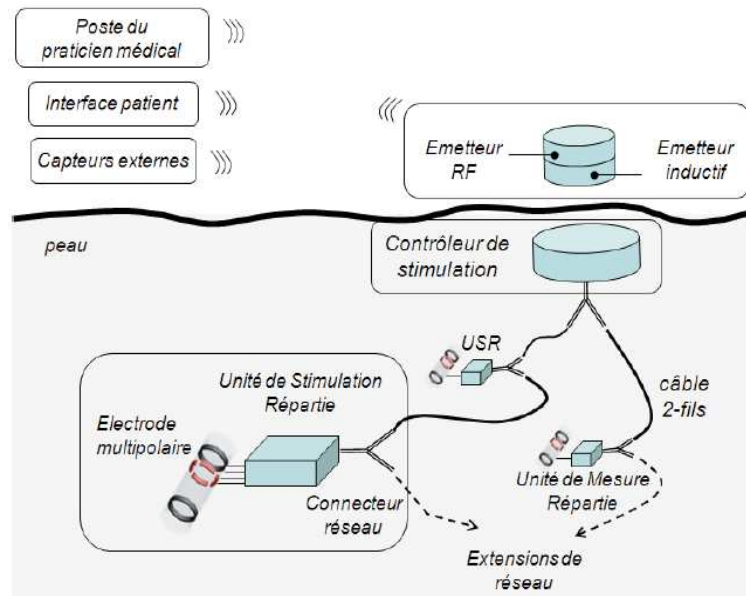 Poste du
praticien médical
Interface patient
Capteurs externes
Emetteur
RF
Emetteur
inductif
peau
Contrôleur de
stimulation
USR
Unité de Stimulation
Répartie
Electrode
multipolaire
Connecteur
réseau
câble
2-fils
Unité de Mesure
Répartie
Extensions de
réseau